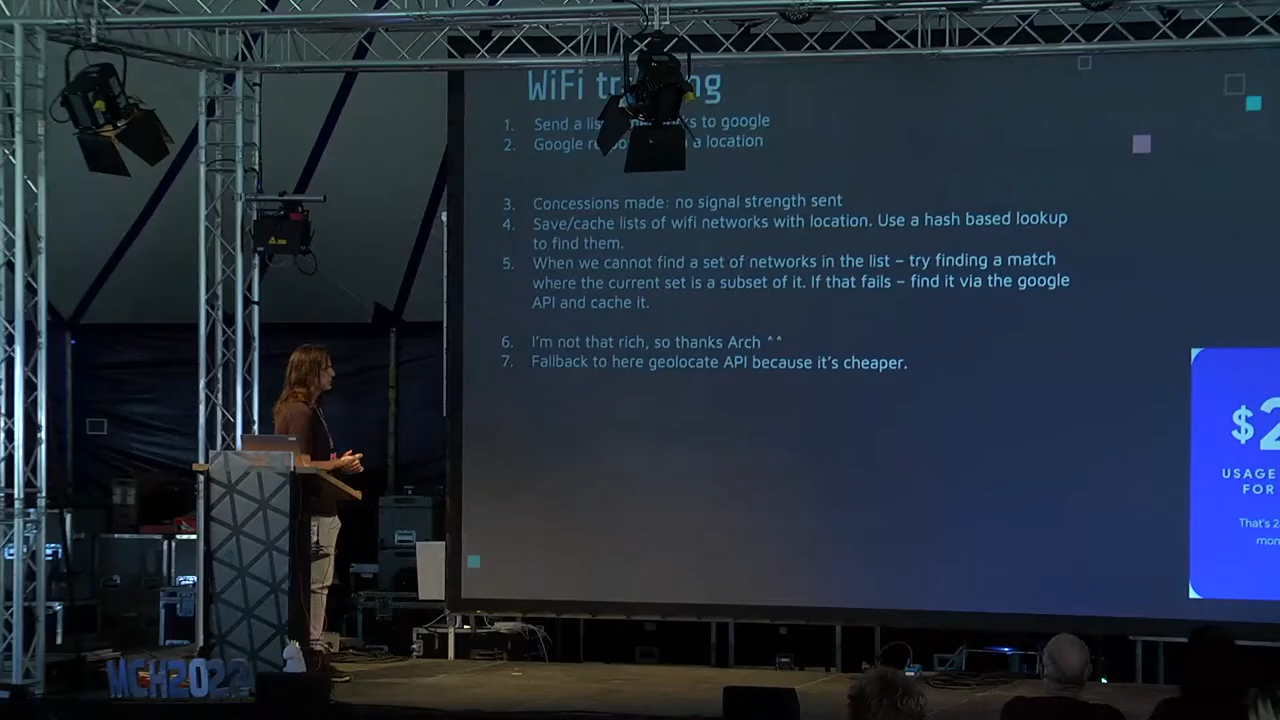 WiFi
1. Send a to google
2. Google a location
3. Concessions made: no signal strength sent
4. Save/cache lists of wifi networks with location. Use a hash based lookup
to find them.
5. When we cannot find a set of networks in the list – try finding a match
where the current set is a subset of it. If that fails – find it via the google
API and cache it.
6. I'm not that rich, so thanks Arch ^^
7. Fallback to here geolocate API because it's cheaper.
$2
USAGE
FOR
That's
MCH2022